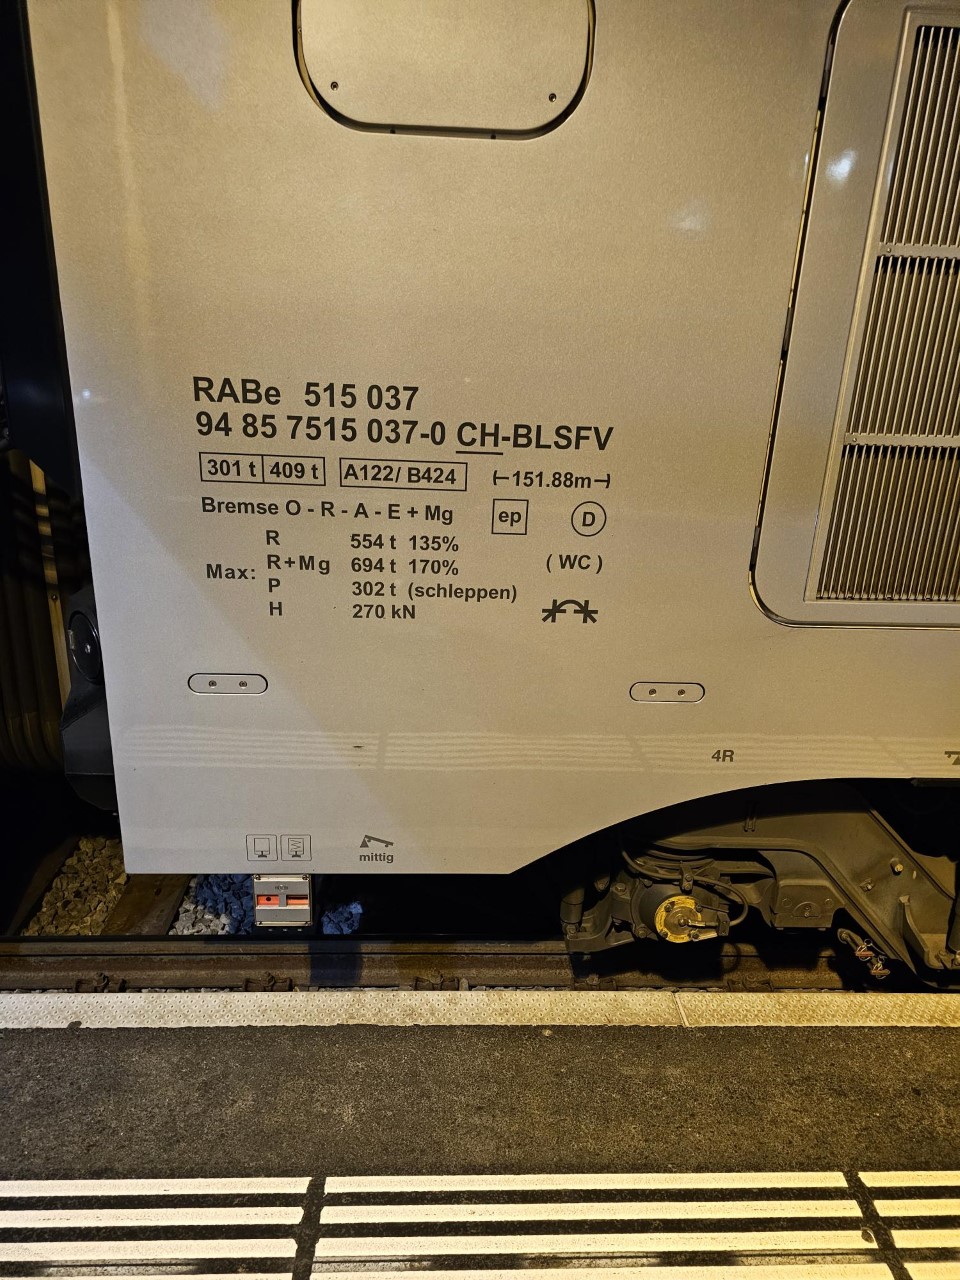 RABe 515 037
94 85 7515 037-0 CH-BLSFV
301 t 409 t A122/ B424 151.88m
Bremse O - R - A - E + Mg ep D
Max:
R 554 t 135%
R+Mg 694 t 170% (WC)
P 302 t (schleppen)
H 270 kN
4R
mittig